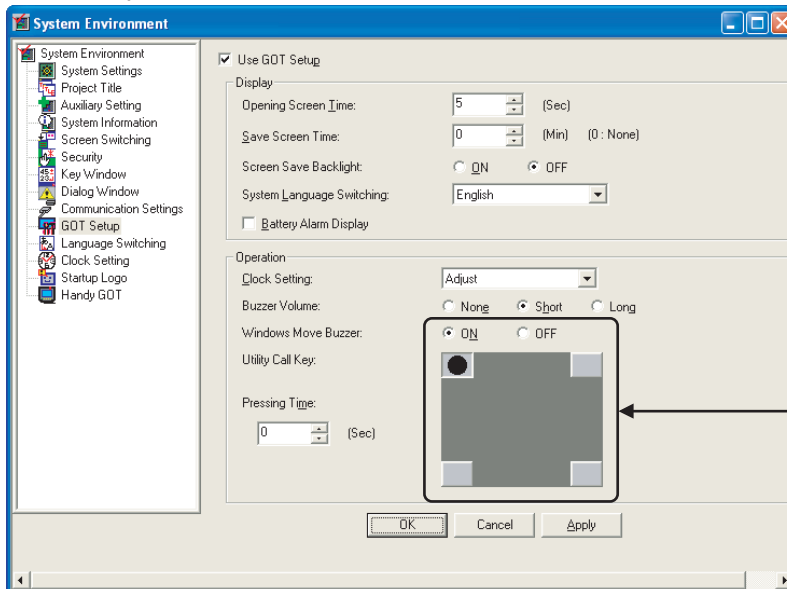 System Environment
System Environment
System Settings
Project Title
Auxiliary Setting
System Information
Screen Switching
Security
Key Window
Dialog Window
Communication Settings
GOT Setup
Language Switching
Clock Setting
Startup Logo
Handy GOT
Use GOT Setup
Display
Opening Screen Time: 5 (Sec)
Save Screen Time: 0 (Min) (0 : None)
Screen Save Backlight: ON OFF
System Language Switching: English
Battery Alarm Display
Operation
Clock Setting: Adjust
Buzzer Volume: None Short Long
Windows Move Buzzer: ON OFF
Utility Call Key:
Pressing Time:
0 (Sec)
OK Cancel Apply